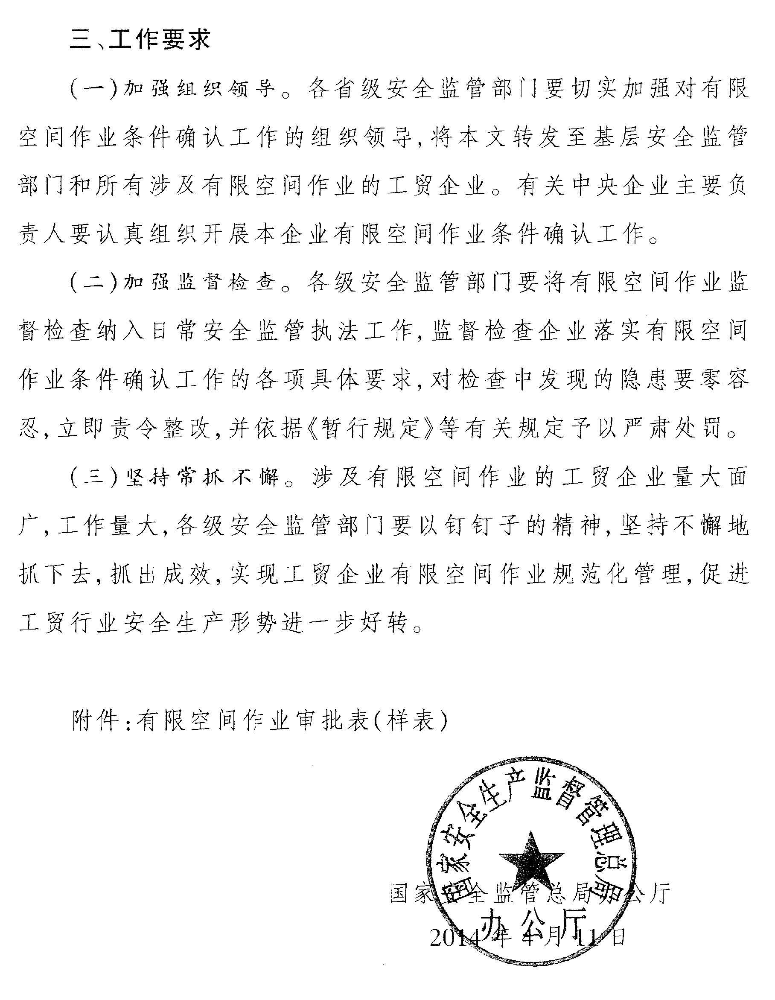 三、工作要求
(一)加强组织领导。各省级安全监管部门要切实加强对有限
空间作业条件确认工作的组织领导,将本文转发至基层安全监管
部门和所有涉及有限空间作业的工贸企业。有关中央企业主要负
责人要认真组织开展本企业有限空间作业条件确认工作。
(二)加强监督检查。各级安全监管部门要将有限空间作业监
督检查纳入日常安全监管执法工作,监督检查企业落实有限空间
作业条件确认工作的各项具体要求,对检查中发现的隐患要零容
忍,立即责令整改,并依据《暂行规定》等有关规定予以严肃处罚。
(三)坚持常抓不懈。涉及有限空间作业的工贸企业量大面
广,工作量大,各级安全监管部门要以钉钉子的精神,坚持不懈地
抓下去,抓出成效,实现工贸企业有限空间作业规范化管理,促进
工贸行业安全生产形势进一步好转。
附件:有限空间作业审批表(样表)
国家安全生产监督管理总局
国家安全监管总局办公厅
办公厅
2014年4月11日